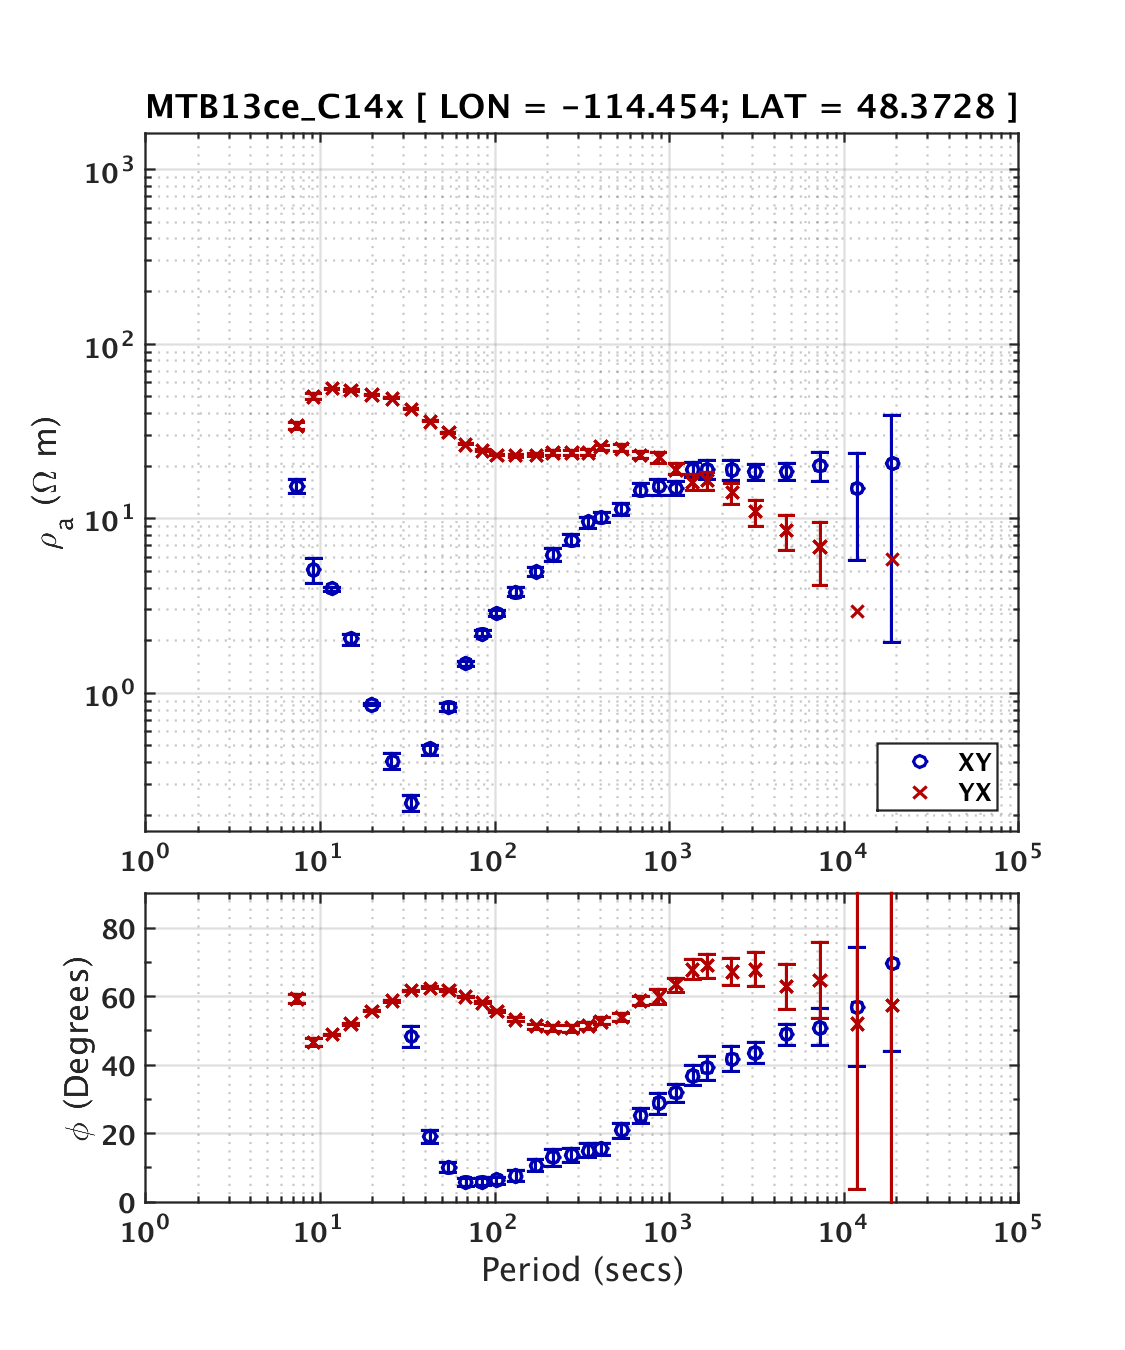 MTB13ce_C14x [ LON = -114.454; LAT = 48.3728 ]
10³
10²
10¹
10⁰
ρ a (Ω m)
XY
YX
10⁰ 10¹ 10² 10³ 10⁴ 10⁵
80
60
40
20
0
ϕ (Degrees)
10⁰ 10¹ 10² 10³ 10⁴ 10⁵
Period (secs)